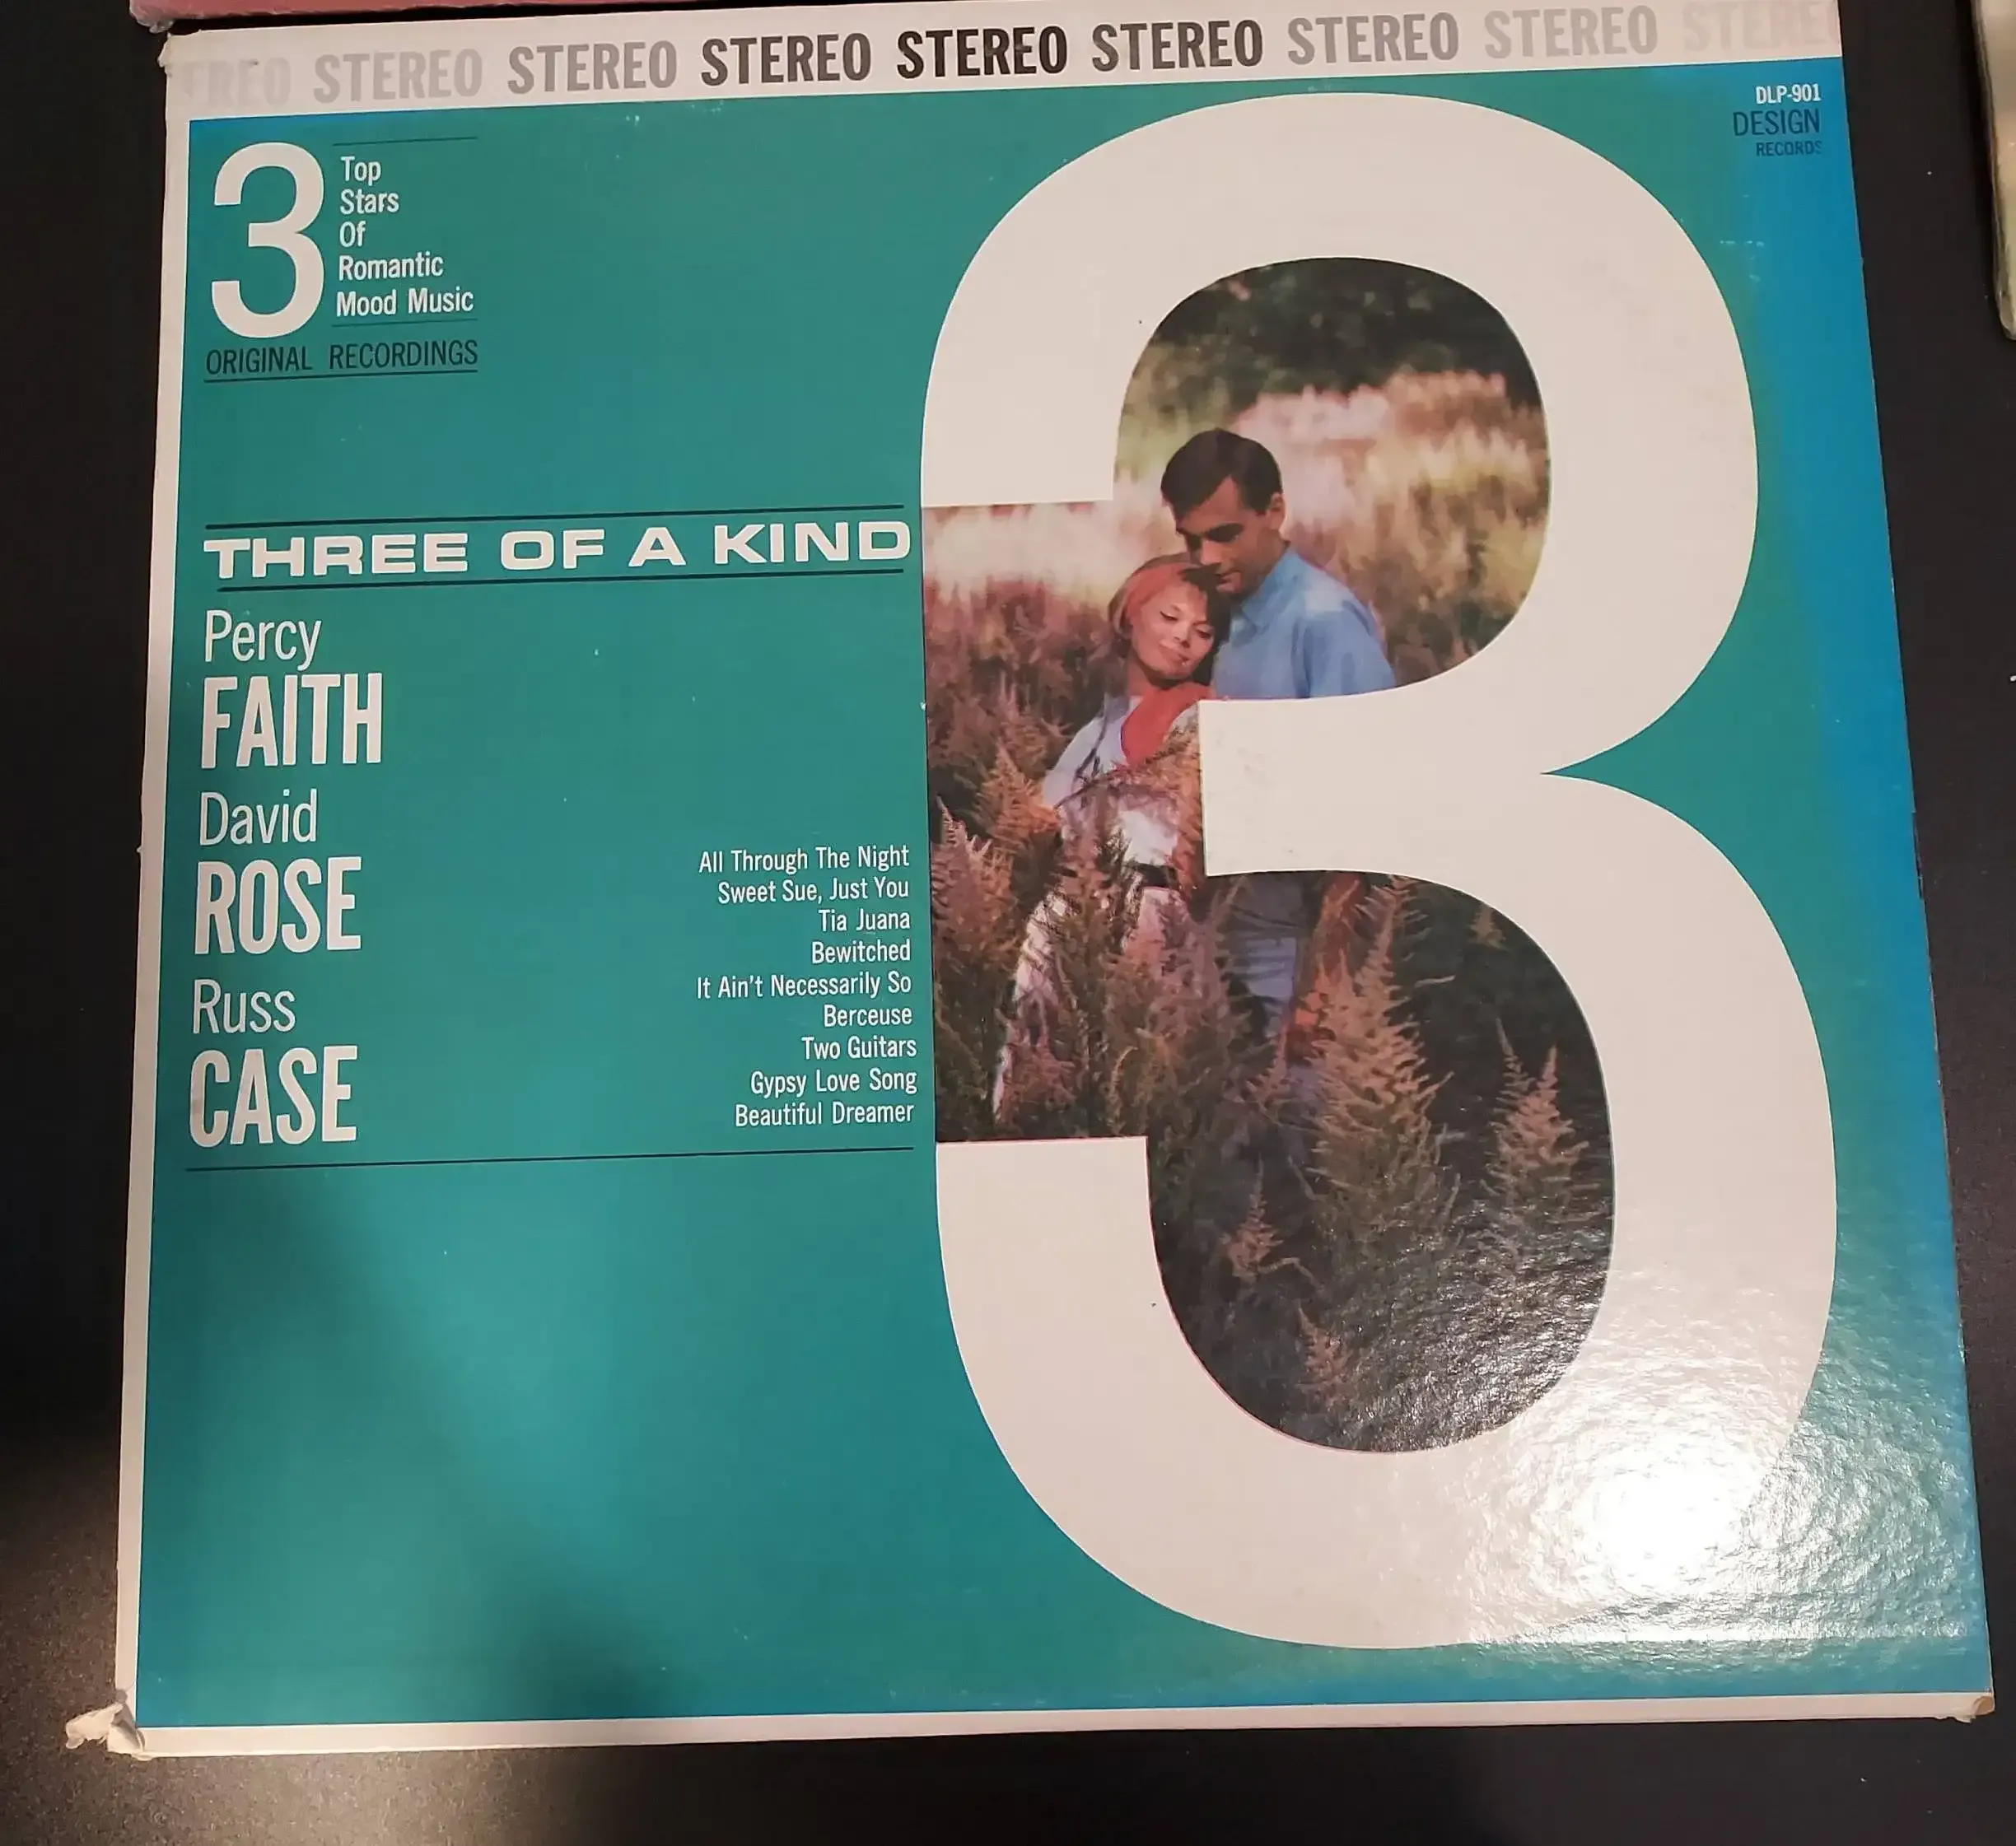 STEREO STEREO STEREO STEREO STEREO STEREO STEREO STEREO
DLP-901
DESIGN
RECORDS
3
Top
Stars
Of
Romantic
Mood Music
ORIGINAL RECORDINGS
THREE OF A KIND
Percy
FAITH
David
ROSE
Russ
CASE
All Through The Night
Sweet Sue, Just You
Tia Juana
Bewitched
It Ain't Necessarily So
Berceuse
Two Guitars
Gypsy Love Song
Beautiful Dreamer
3